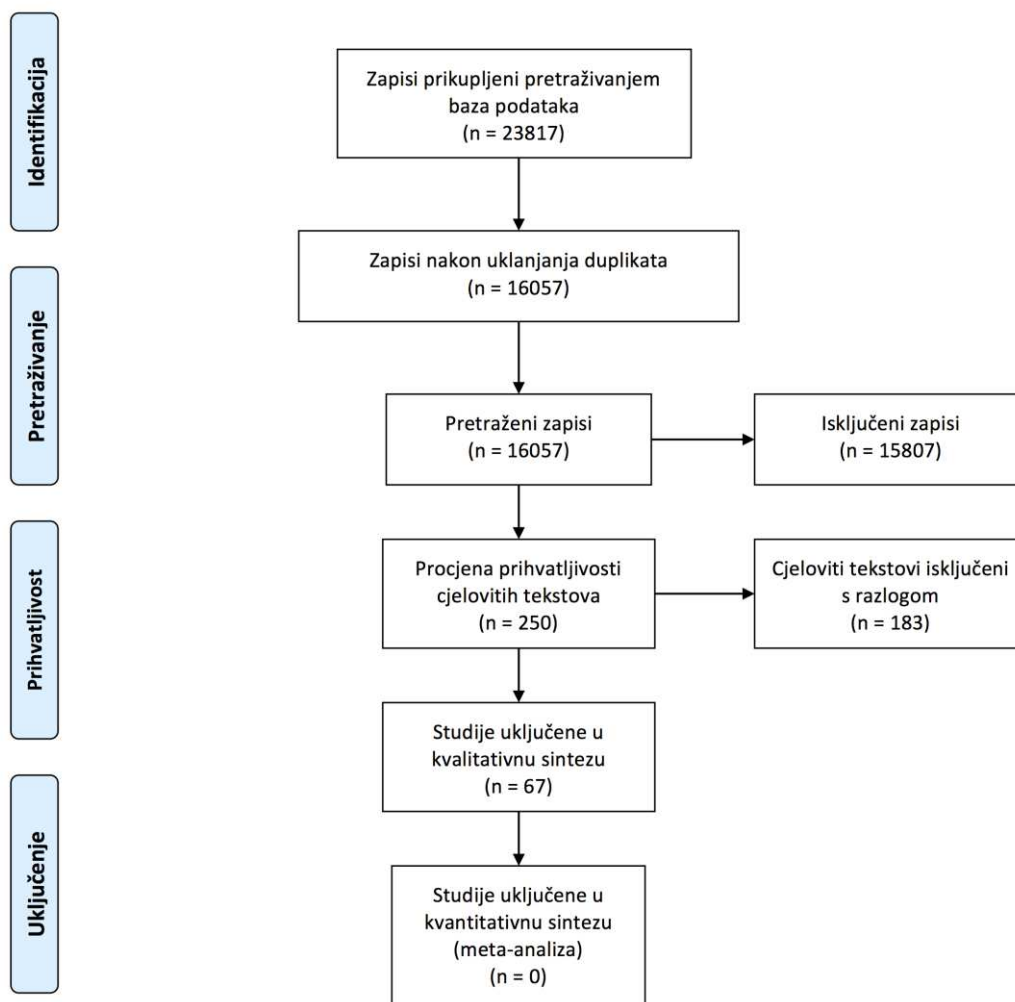 Identifikacija
Zapisi prikupljeni pretraživanjem
baza podataka
(n = 23817)
Pretraživanje
Zapisi nakon uklanjanja duplikata
(n = 16057)
Pretraženi zapisi
(n = 16057)
Isključeni zapisi
(n = 15807)
Prihvatljivost
Procjena prihvatljivosti
cjelovitih tekstova
(n = 250)
Cjeloviti tekstovi isključeni
s razlogom
(n = 183)
Studije uključene u
kvalitativnu sintezu
(n = 67)
Uključenje
Studije uključene u
kvantitativnu sintezu
(meta-analiza)
(n = 0)